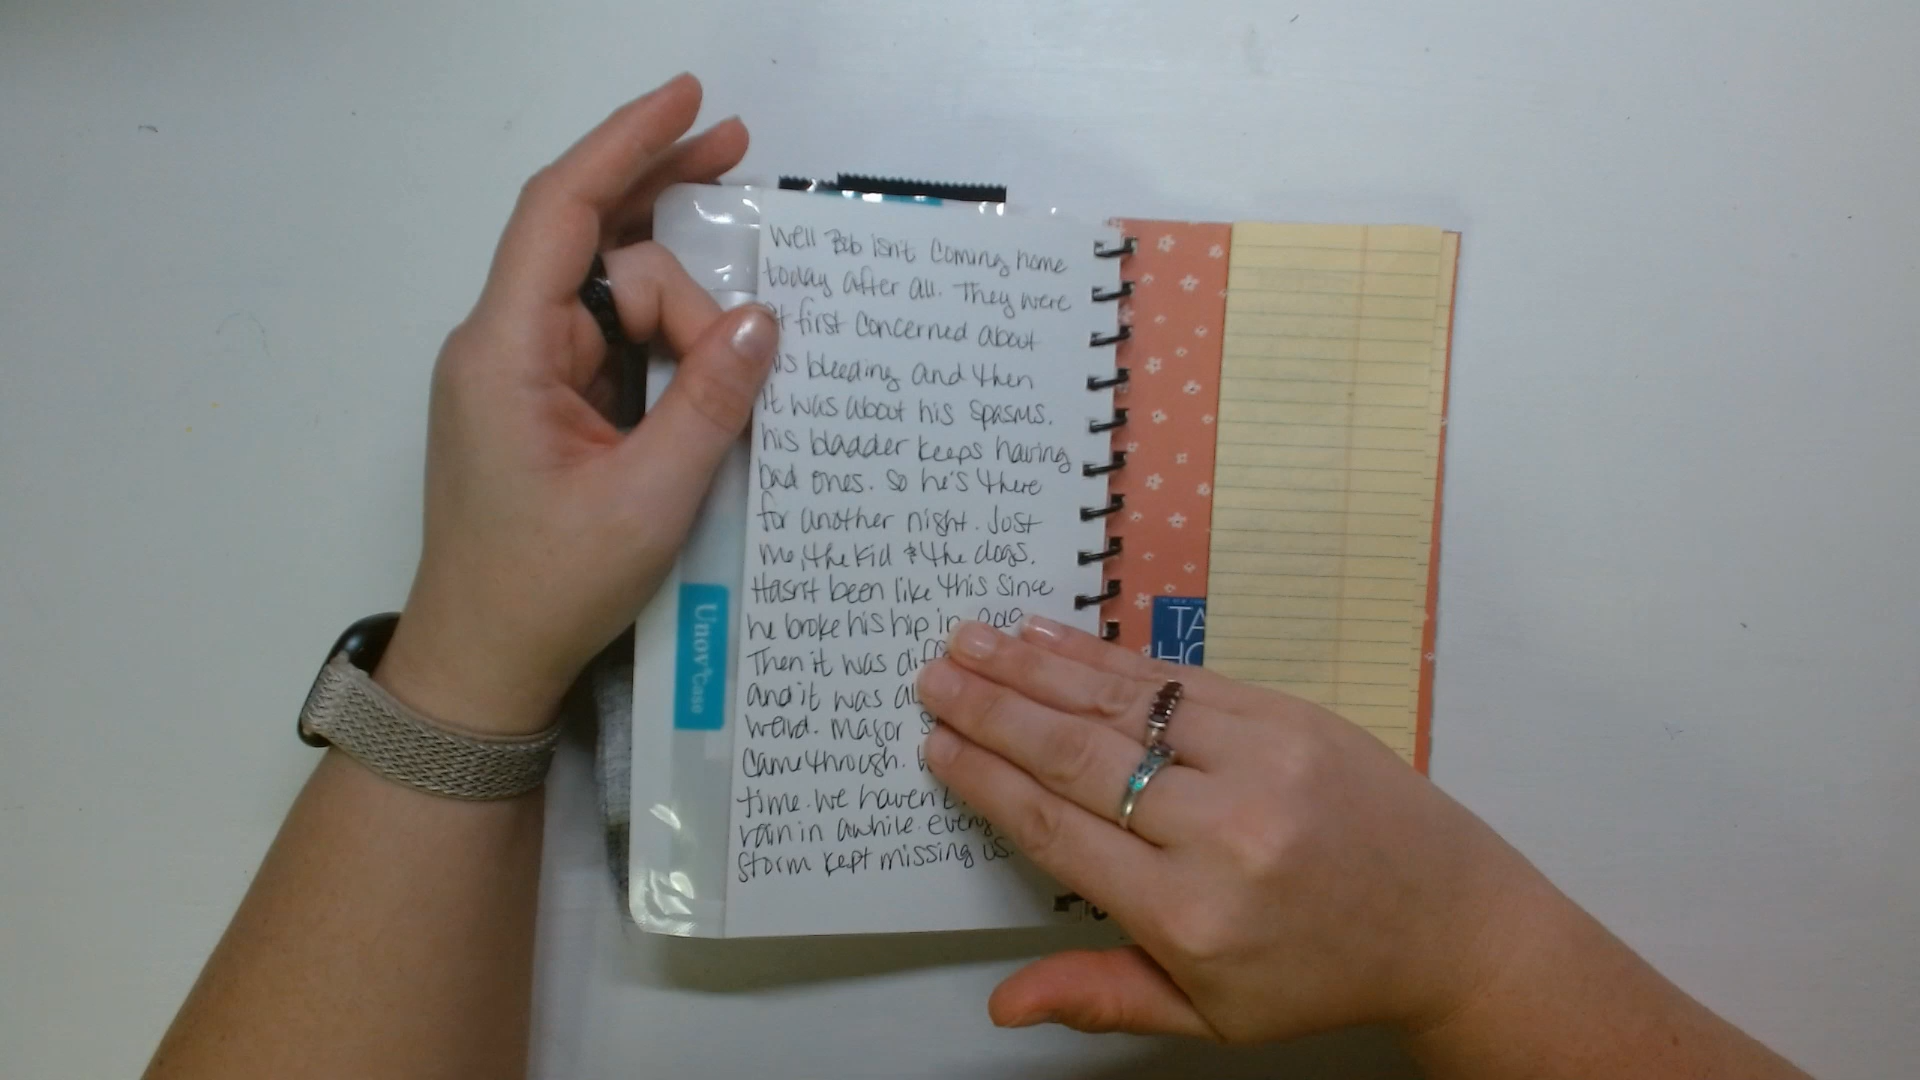 Well Bob isn't coming home
today after all. They were
first concerned about
bleeding and then
it was about his spasms.
his bladder keeps having
bad ones. So he's there
for another night. Just
me, the kid & the dogs.
Hasn't been like this since
he broke his hip in
Then it was
and it was
weird. Major
came through.
time. we haven't
rain in awhile. every
storm kept missing us.
Unov'case
TA
HO